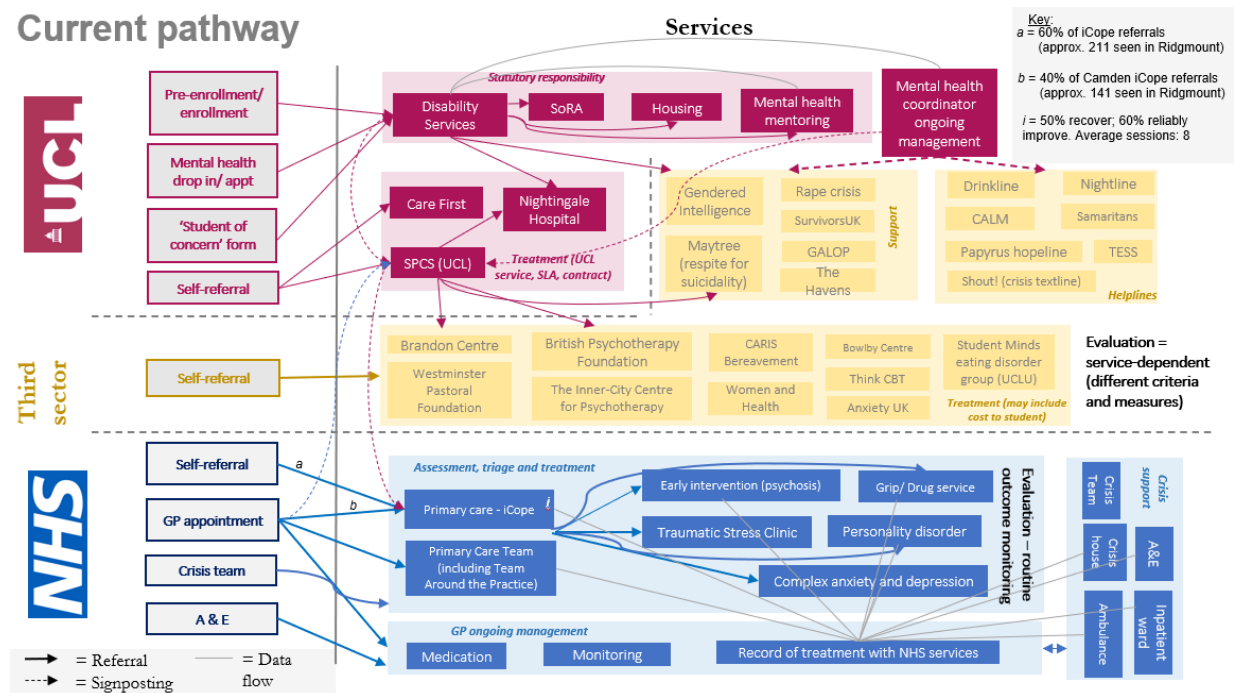 Current pathway
Services
Key:
a = 60% of iCope referrals
(approx. 211 seen in Ridgmount)
b = 40% of Camden iCope referrals
(approx. 141 seen in Ridgmount)
i = 50% recover; 60% reliably
improve. Average sessions: 8
UCL
Pre-enrollment/
enrollment
Mental health
drop in/ appt
‘Student of
concern’ form
Self-referral
Statutory responsibility
Disability
Services
SoRA
Housing
Mental health
mentoring
Mental health
coordinator
ongoing
management
Care First
Nightingale
Hospital
SPCS (UCL)
Treatment (UCL
service, SLA, contract)
Gendered
Intelligence
Maytree
(respite for
suicidality)
Rape crisis
SurvivorsUK
GALOP
The
Havens
Support
Drinkline
Nightline
CALM
Samaritans
Papyrus hopeline
TESS
Shout! (crisis textline)
Helplines
Third
sector
Self-referral
Brandon Centre
Westminster
Pastoral
Foundation
British Psychotherapy
Foundation
The Inner-City Centre
for Psychotherapy
CARIS
Bereavement
Women and
Health
Bowlby Centre
Think CBT
Anxiety UK
Student Minds
eating disorder
group (UCLU)
Treatment (may include
cost to student)
Evaluation =
service-dependent
(different criteria
and measures)
NHS
Self-referral
GP appointment
Crisis team
A & E
a
b
Assessment, triage and treatment
Primary care - iCope
i
Primary Care Team
(including Team
Around the Practice)
Early intervention (psychosis)
Grip/ Drug service
Traumatic Stress Clinic
Personality disorder
Complex anxiety and depression
Evaluation – routine
outcome monitoring
Crisis
support
Crisis
Team
Crisis
house
A&E
Ambulance
Inpatient
ward
GP ongoing management
Medication
Monitoring
Record of treatment with NHS services
= Referral
= Data
flow
= Signposting